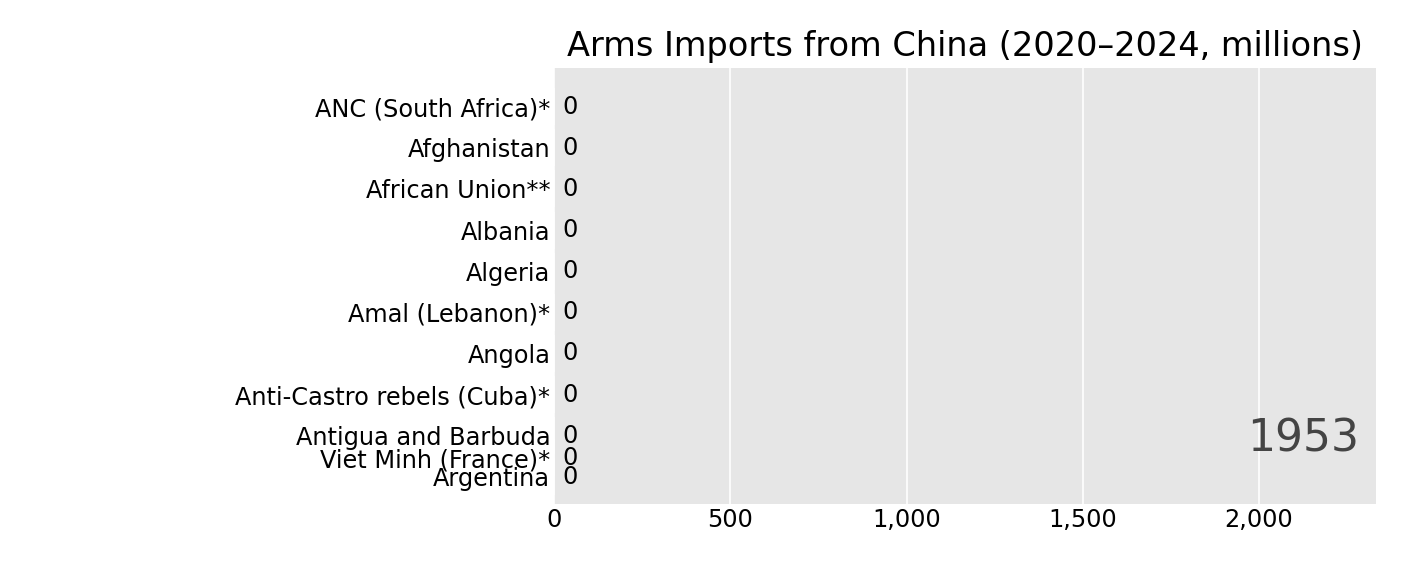 Arms Imports from China (2020–2024, millions)
ANC (South Africa)* 0
Afghanistan 0
African Union** 0
Albania 0
Algeria 0
Amal (Lebanon)* 0
Angola 0
Anti-Castro rebels (Cuba)* 0
Antigua and Barbuda 0
1953
Viet Minh (France)* 0
Argentina 0
0 500 1,000 1,500 2,000